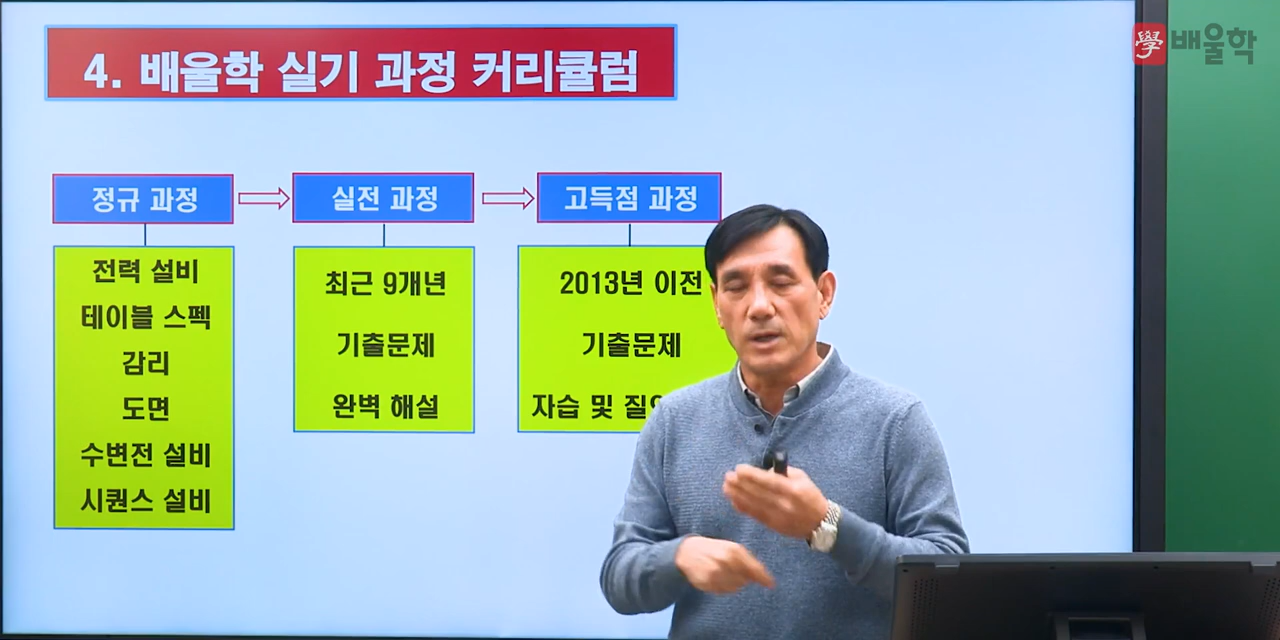 4. 배울학 실기 과정 커리큘럼
學 배울학
정규 과정
실전 과정
고득점 과정
전력 설비
테이블 스펙
감리
도면
수변전 설비
시퀀스 설비
최근 9개년
기출문제
완벽 해설
2013년 이전
기출문제
자습 및